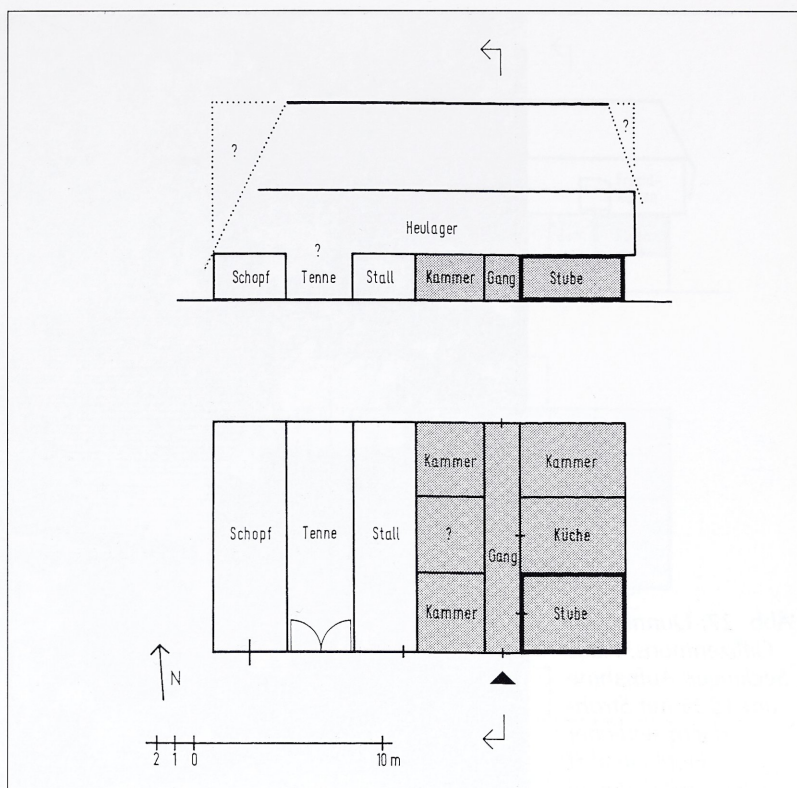 ?
?
Heulager
?
Schopf Tenne Stall Kammer Gang Stube
Kammer Kammer
Schopf Tenne Stall ? Gang Küche
Kammer Stube
N
2 1 0 10 m